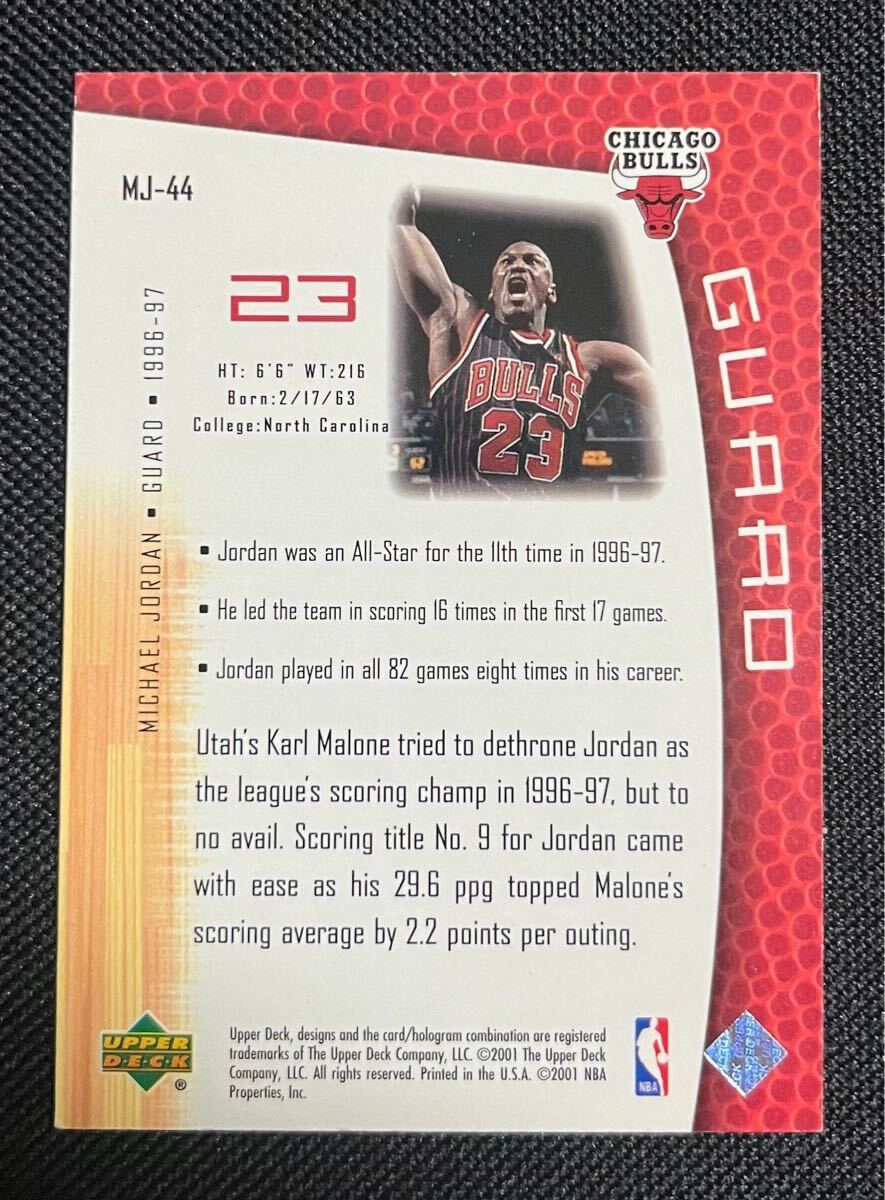 CHICAGO
BULLS
MJ-44
23
HT: 6'6" WT:216
Born:2/17/63
College:North Carolina
BULLS
23
GUARD
MICHAEL JORDAN ▪ GUARD ▪ 1996-97
▪ Jordan was an All-Star for the 11th time in 1996-97.
▪ He led the team in scoring 16 times in the first 17 games.
▪ Jordan played in all 82 games eight times in his career.
Utah's Karl Malone tried to dethrone Jordan as
the league's scoring champ in 1996-97, but to
no avail. Scoring title No. 9 for Jordan came
with ease as his 29.6 ppg topped Malone's
scoring average by 2.2 points per outing.
UPPER
D•E•C•K
®
Upper Deck, designs and the card/hologram combination are registered
trademarks of The Upper Deck Company, LLC. ©2001 The Upper Deck
Company, LLC. All rights reserved. Printed in the U.S.A. ©2001 NBA
Properties, Inc.
NBA